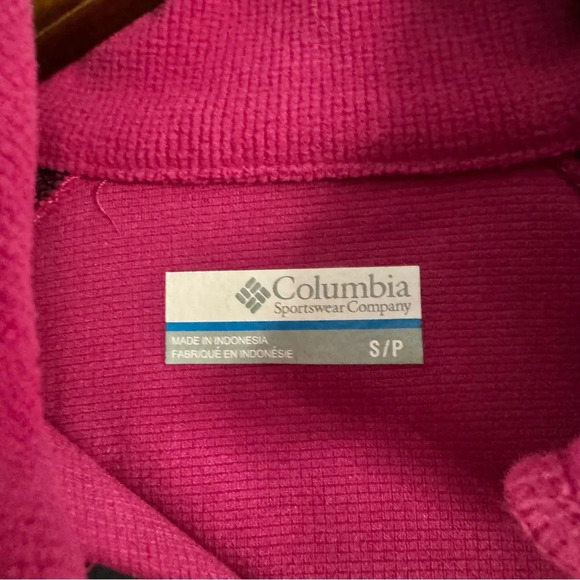 Columbia
Sportswear Company
MADE IN INDONESIA
FABRIQUÉ EN INDONÉSIE
S/P